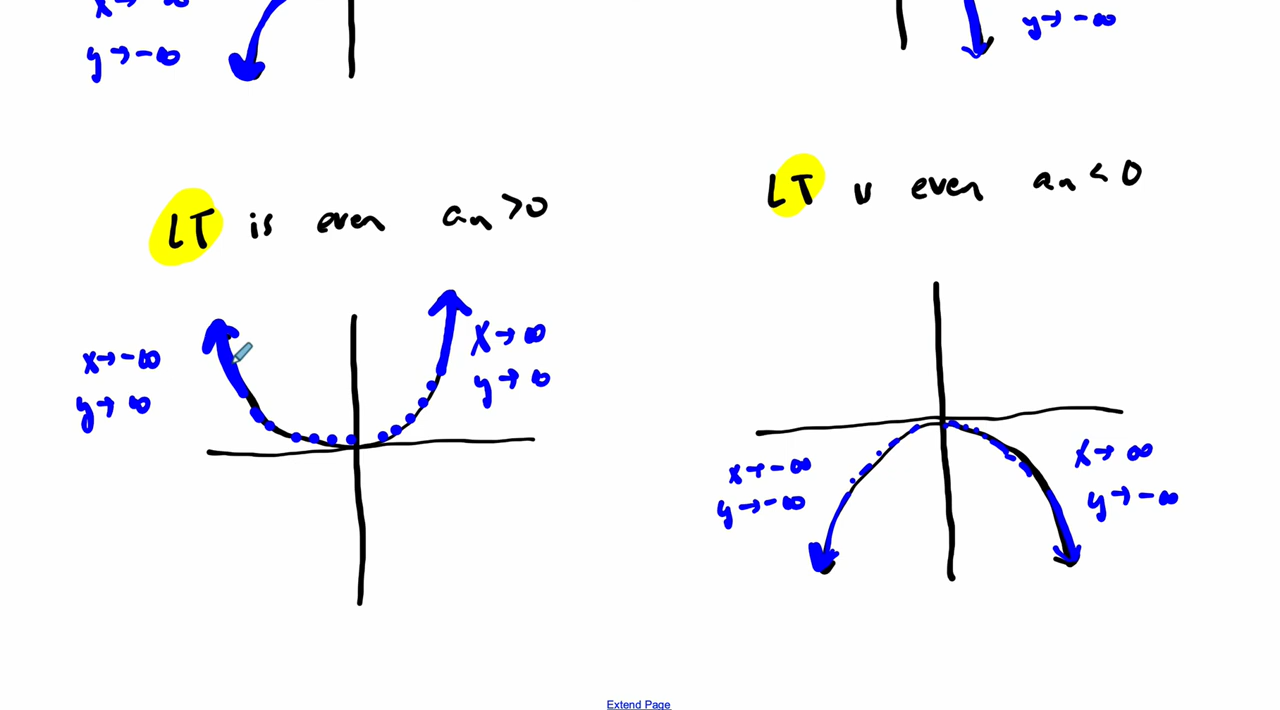 x → -∞
y → -∞
y → -∞
LT is even an > 0
LT is even an < 0
x → -∞
y → ∞
x → ∞
y → ∞
x → -∞
y → -∞
x → ∞
y → -∞
Extend Page